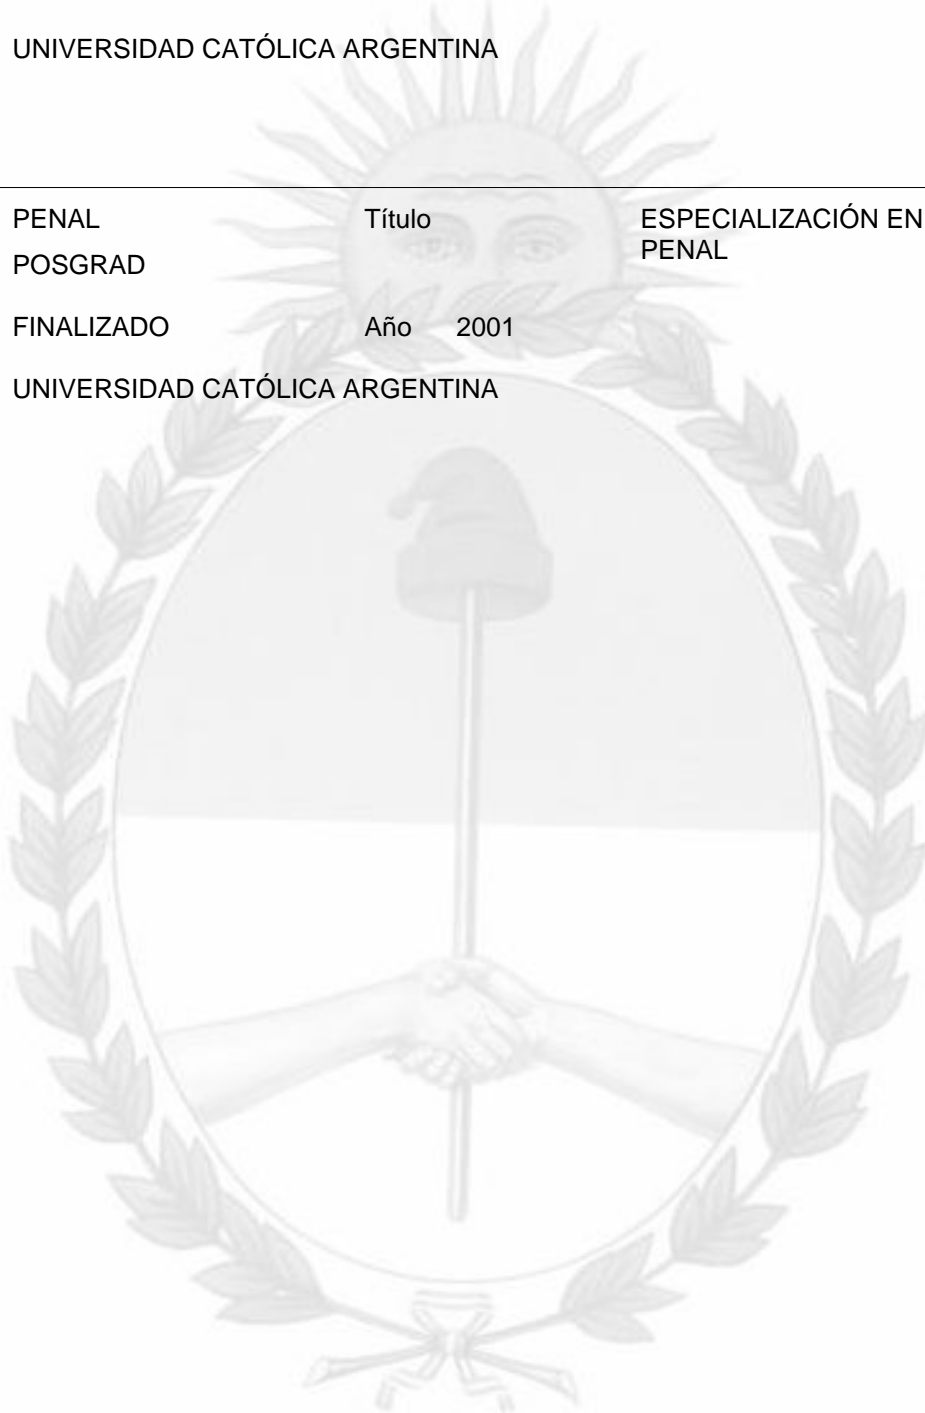 UNIVERSIDAD CATÓLICA ARGENTINA
PENAL Título ESPECIALIZACIÓN EN
PENAL
POSGRAD
FINALIZADO Año 2001
UNIVERSIDAD CATÓLICA ARGENTINA